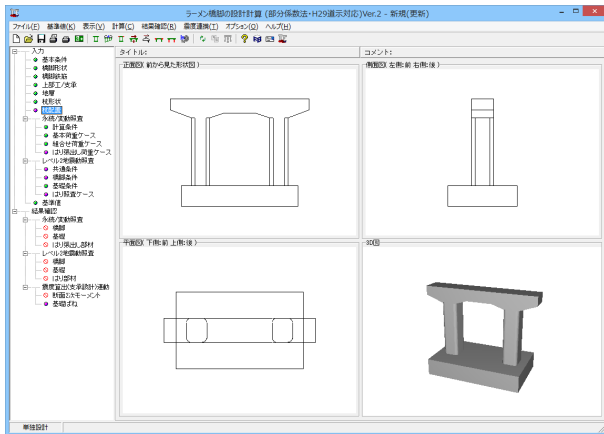 ラーメン橋脚の設計計算 (部分係数法・H29道示対応)Ver.2 - 新規(更新)
ファイル(F) 基準値(K) 表示(V) 計算(C) 結果確認(R) 震度連携(T) オプション(O) ヘルプ(H)
タイトル: コメント:
入力
基本条件
橋脚形状
橋脚鉄筋
上部工/支承
地層
杭形状
杭配置
永続/変動照査
計算条件
基本荷重ケース
組合せ荷重ケース
はり張出し荷重ケース
レベル2地震動照査
共通条件
橋脚条件
基礎条件
はり照査ケース
基準値
結果確認
永続/変動照査
橋脚
基礎
はり張出し部材
レベル2地震動照査
橋脚
基礎
はり部材
震度算出(支承設計)連動
断面2次モーメント
基礎ばね
正面図( 前から見た形状図 )
側面図( 左側:前 右側:後 )
平面図( 下側:前 上側:後 )
3D図
単独設計